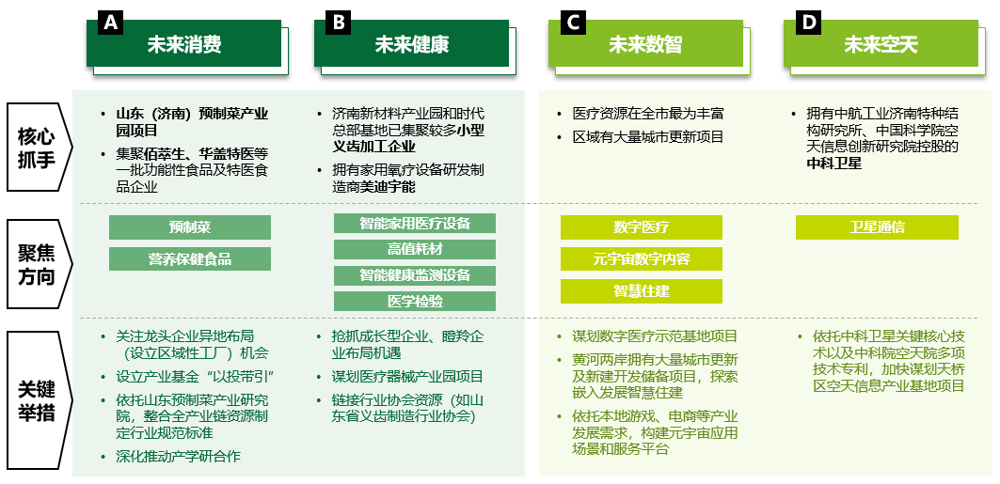 A 未来消费
B 未来健康
C 未来数智
D 未来空天
核心
抓手
• 山东（济南）预制菜产业
园项目
• 集聚佰萃生、华盖特医等
一批功能性食品及特医食
品企业
• 济南新材料产业园和时代
总部基地已集聚较多小型
义齿加工企业
• 拥有家用氧疗设备研发制
造商美迪宇能
• 医疗资源在全市最为丰富
• 区域有大量城市更新项目
• 拥有中航工业济南特种结
构研究所、中国科学院空
天信息创新研究院控股的
中科卫星
聚焦
方向
预制菜
营养保健食品
智能家用医疗设备
高值耗材
智能健康监测设备
医学检验
数字医疗
元宇宙数字内容
智慧住建
卫星通信
关键
举措
• 关注龙头企业异地布局
（设立区域性工厂）机会
• 设立产业基金“以投带引”
• 依托山东预制菜产业研究
院，整合全产业链资源制
定行业规范标准
• 深化推动产学研合作
• 抢抓成长型企业、瞪羚企
业布局机遇
• 谋划医疗器械产业园项目
• 链接行业协会资源（如山
东省义齿制造行业协会）
• 谋划数字医疗示范基地项目
• 黄河两岸拥有大量城市更新
及新建开发储备项目，探索
嵌入发展智慧住建
• 依托本地游戏、电商等产业
发展需求，构建元宇宙应用
场景和服务平台
• 依托中科卫星关键核心技
术以及中科院空天院多项
技术专利，加快谋划天桥
区空天信息产业基地项目